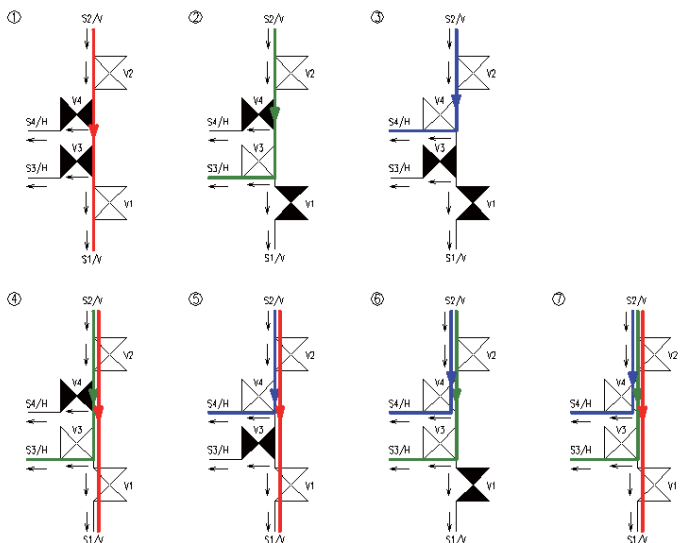 ① S2/V
V2
V4
S4/H
V3
S3/H
V1
S1/V
② S2/V
V2
V4
S4/H
V3
S3/H
V1
S1/V
③ S2/V
V2
V4
S4/H
V3
S3/H
V1
S1/V
④ S2/V
V2
V4
S4/H
V3
S3/H
V1
S1/V
⑤ S2/V
V2
V4
S4/H
V3
S3/H
V1
S1/V
⑥ S2/V
V2
V4
S4/H
V3
S3/H
V1
S1/V
⑦ S2/V
V2
V4
S4/H
V3
S3/H
V1
S1/V